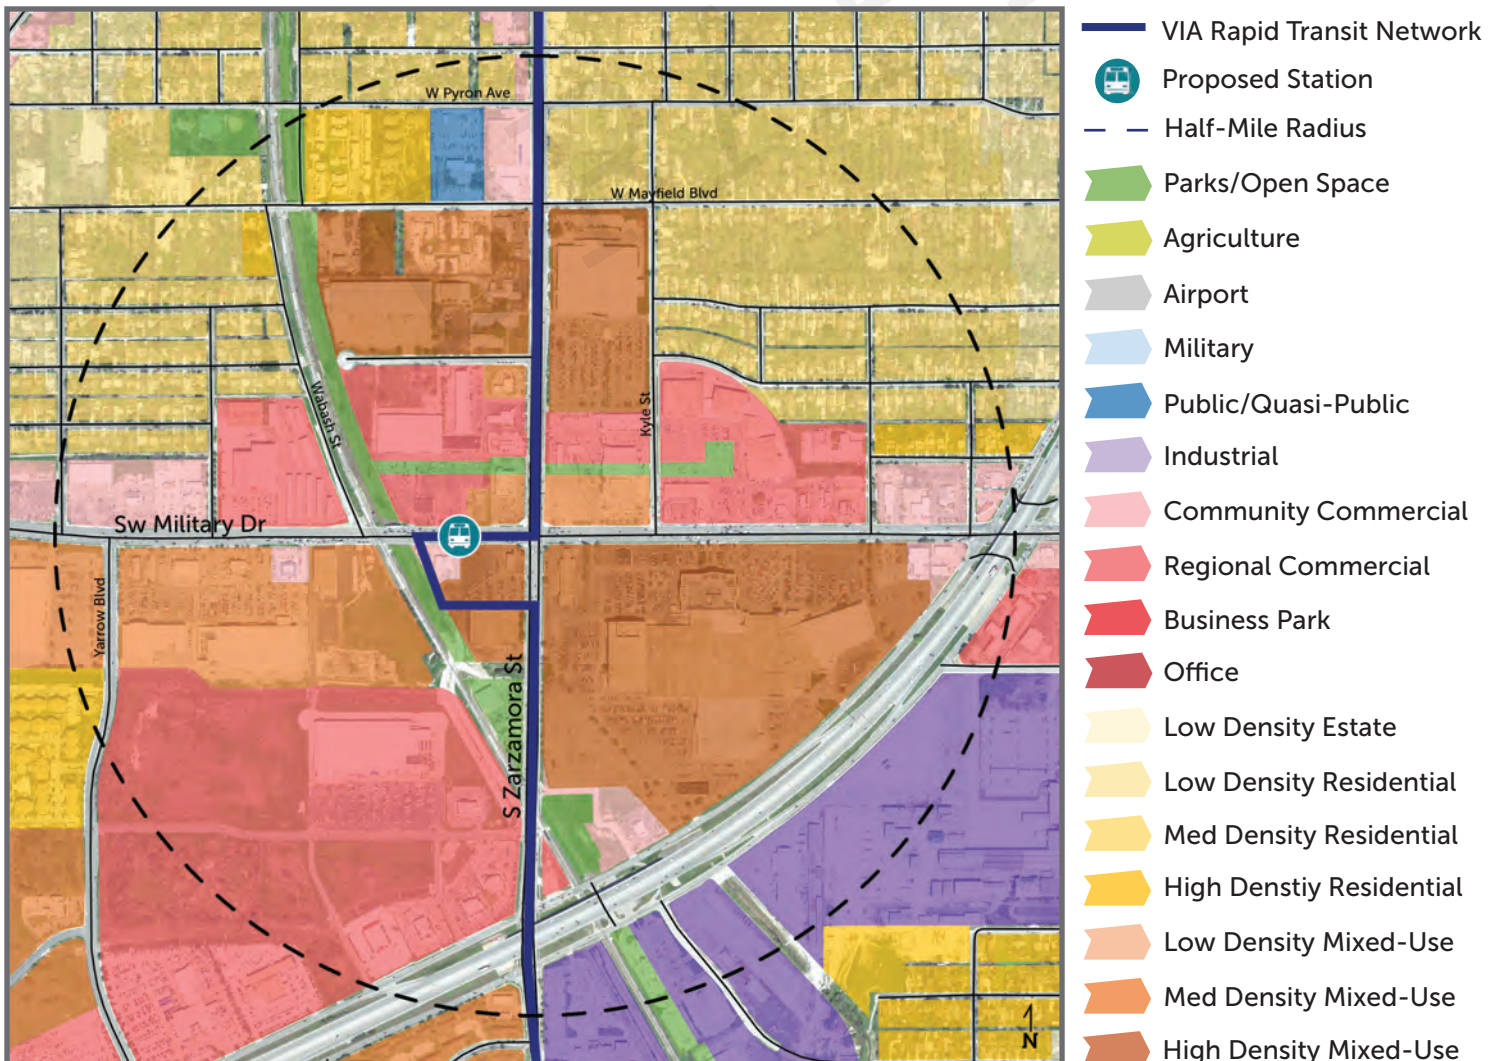 W Pyron Ave
W Mayfield Blvd
Wabash St
Kyle St
Sw Military Dr
Yarrow Blvd
S Zarzamora St
N
VIA Rapid Transit Network
Proposed Station
Half-Mile Radius
Parks/Open Space
Agriculture
Airport
Military
Public/Quasi-Public
Industrial
Community Commercial
Regional Commercial
Business Park
Office
Low Density Estate
Low Density Residential
Med Density Residential
High Denstiy Residential
Low Density Mixed-Use
Med Density Mixed-Use
High Density Mixed-Use